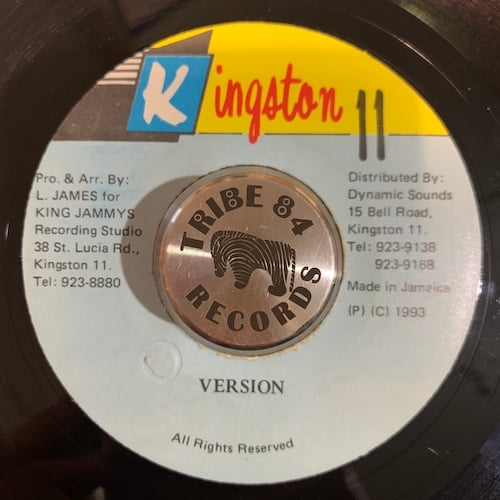 Kingston 11
Pro. & Arr. By:
L. JAMES for
KING JAMMYS
Recording Studio
38 St. Lucia Rd.,
Kingston 11.
Tel: 923-8880
TRIBE 84
RECORDS
Distributed By:
Dynamic Sounds
15 Bell Road,
Kingston 11.
Tel: 923-9138
923-9168
Made in Jamaica
(P) (C) 1993
VERSION
All Rights Reserved